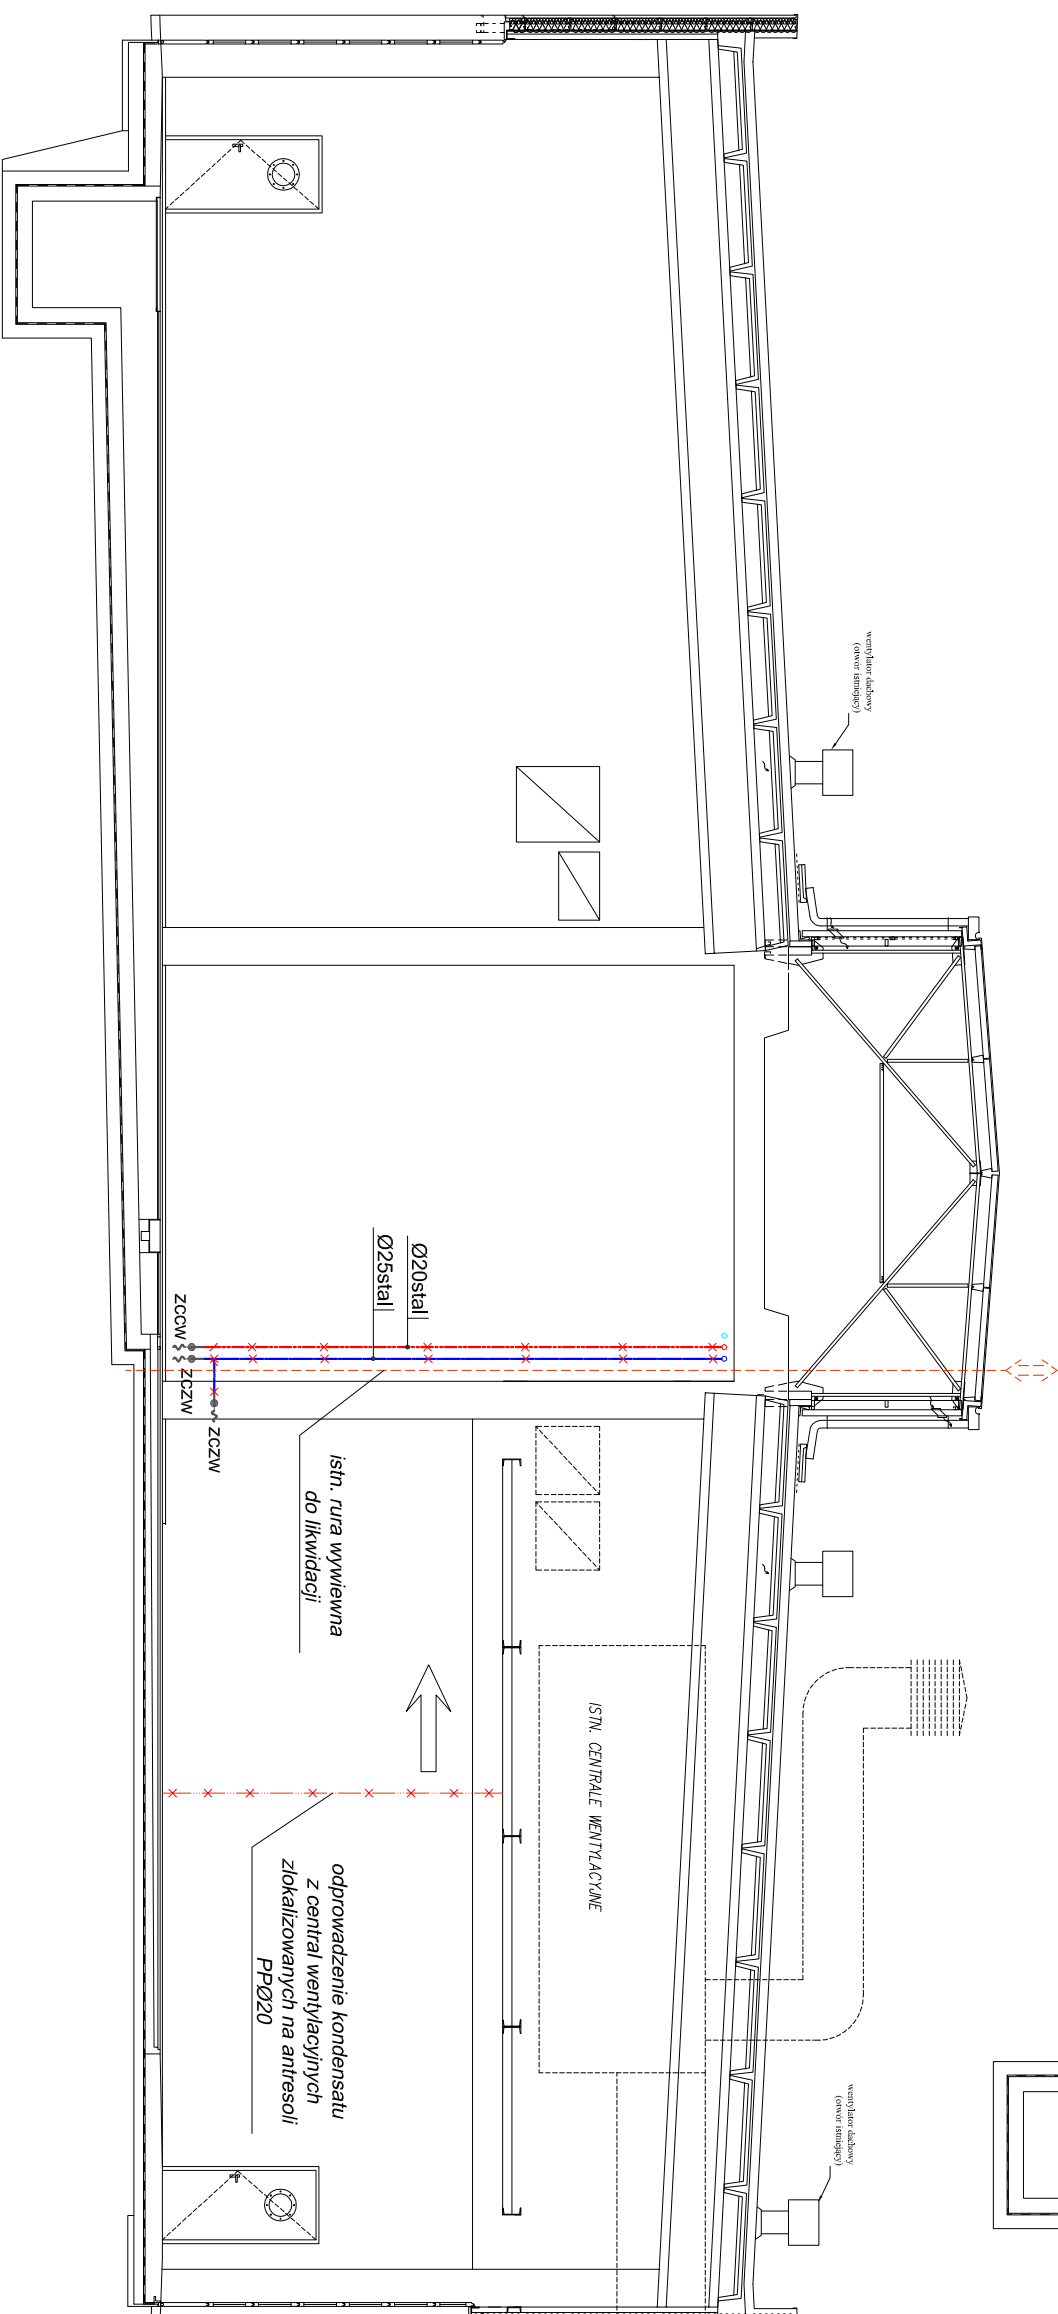 wentylator dachowy
(otwór istniejący)
Ø20stal
Ø25stal
ZCCW
ZCZW
ZCZW
istn. rura wywiewna
do likwidacji
ISTN. CENTRALE WENTYLACYJNE
odprowadzenie kondensatu
z central wentylacyjnych
zlokalizowanych na antresoli
PPØ20
wentylator dachowy
(otwór istniejący)